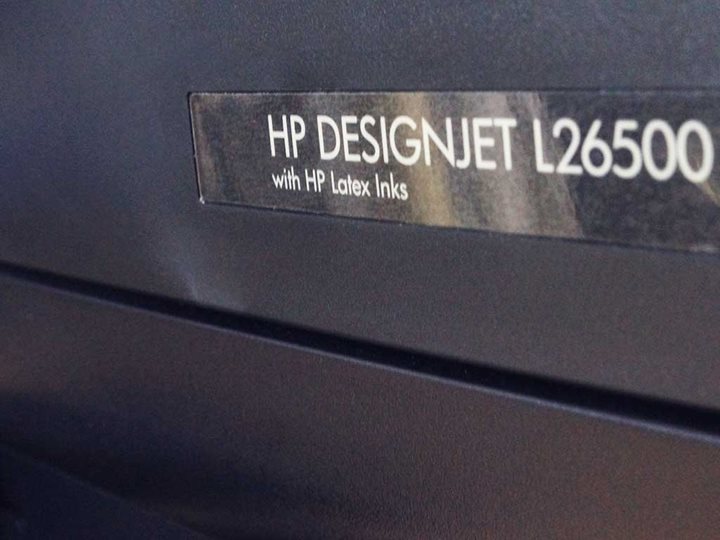 HP DESIGNJET L26500
with HP Latex Inks